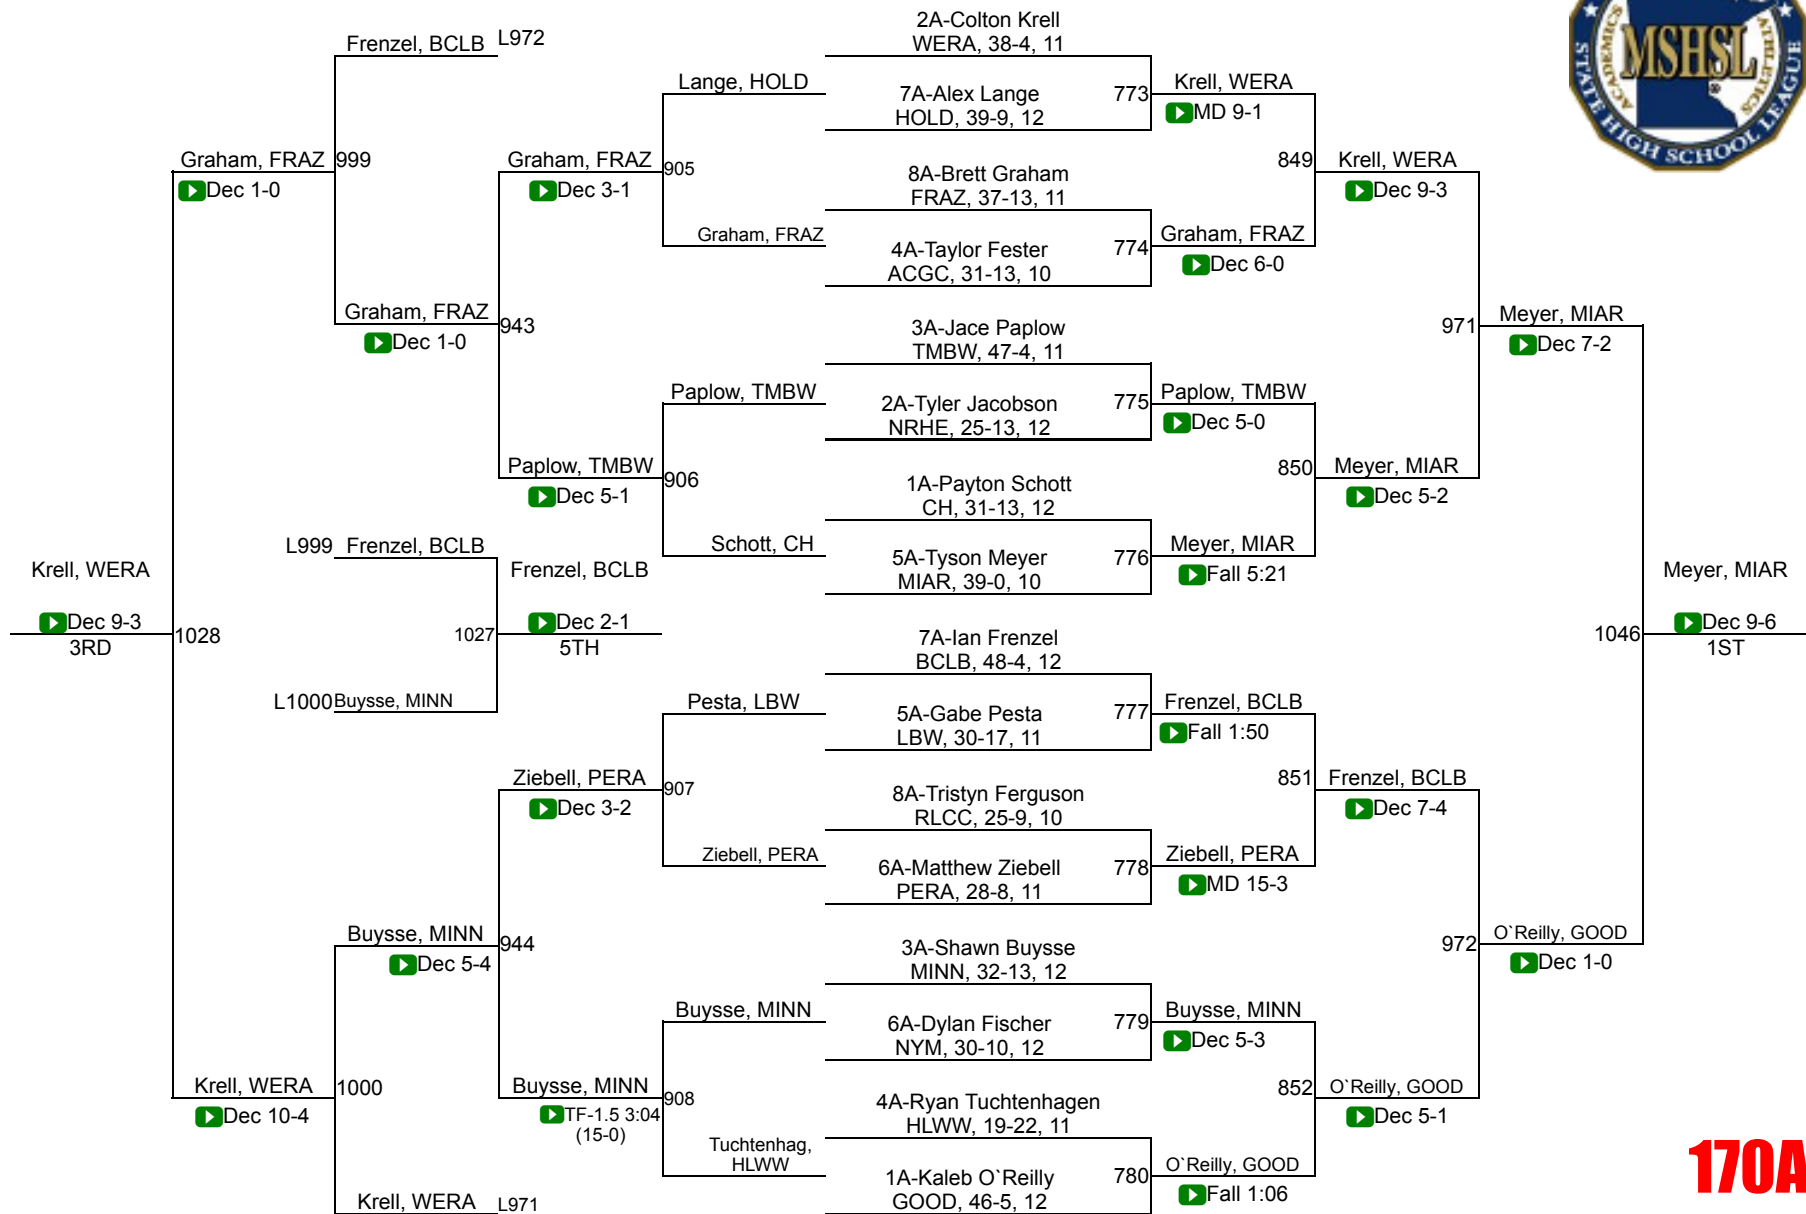 Frenzel, BCLB L972
Graham, FRAZ 999
Dec 1-0
Graham, FRAZ
Dec 3-1
Lange, HOLD
905
Graham, FRAZ
Graham, FRAZ 943
Dec 1-0
Paplow, TMBW
Paplow, TMBW 906
Dec 5-1
Schott, CH
L999 Frenzel, BCLB
Krell, WERA
Dec 9-3
3RD
1028
Frenzel, BCLB
1027
Dec 2-1
5TH
L1000 Buysse, MINN
Pesta, LBW
Ziebell, PERA 907
Dec 3-2
Ziebell, PERA
Buysse, MINN 944
Dec 5-4
Buysse, MINN
Krell, WERA 1000
Dec 10-4
Buysse, MINN 908
TF-1.5 3:04
(15-0)
Tuchtenhag,
HLWW
Krell, WERA L971
2A-Colton Krell
WERA, 38-4, 11
7A-Alex Lange
HOLD, 39-9, 12
773
Krell, WERA
MD 9-1
8A-Brett Graham
FRAZ, 37-13, 11
4A-Taylor Fester
ACGC, 31-13, 10
774
Graham, FRAZ
Dec 6-0
849
Krell, WERA
Dec 9-3
3A-Jace Paplow
TMBW, 47-4, 11
2A-Tyler Jacobson
NRHE, 25-13, 12
775
Paplow, TMBW
Dec 5-0
1A-Payton Schott
CH, 31-13, 12
5A-Tyson Meyer
MIAR, 39-0, 10
776
Meyer, MIAR
Fall 5:21
850
Meyer, MIAR
Dec 5-2
971
Meyer, MIAR
Dec 7-2
7A-Ian Frenzel
BCLB, 48-4, 12
5A-Gabe Pesta
LBW, 30-17, 11
777
Frenzel, BCLB
Fall 1:50
8A-Tristyn Ferguson
RLCC, 25-9, 10
6A-Matthew Ziebell
PERA, 28-8, 11
778
Ziebell, PERA
MD 15-3
851
Frenzel, BCLB
Dec 7-4
3A-Shawn Buysse
MINN, 32-13, 12
6A-Dylan Fischer
NYM, 30-10, 12
779
Buysse, MINN
Dec 5-3
4A-Ryan Tuchtenhagen
HLWW, 19-22, 11
1A-Kaleb O`Reilly
GOOD, 46-5, 12
780
O`Reilly, GOOD
Fall 1:06
852
O`Reilly, GOOD
Dec 5-1
972
O`Reilly, GOOD
Dec 1-0
1046
Meyer, MIAR
Dec 9-6
1ST
ACADEMICS
MSHSL
ATHLETICS
STATE HIGH SCHOOL LEAGUE
170A